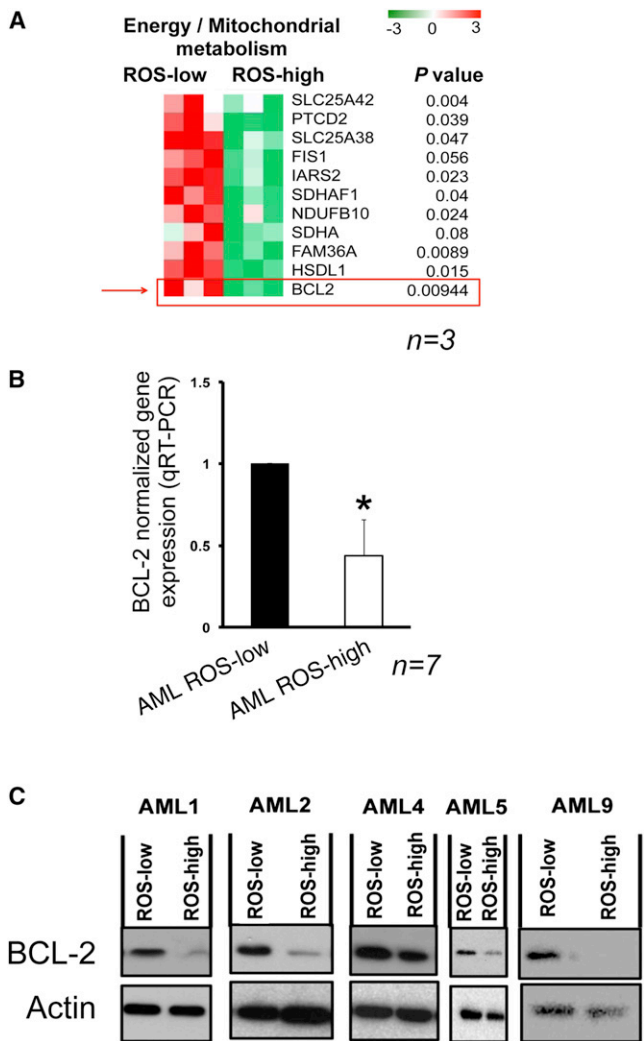 A
Energy / Mitochondrial
metabolism
-3 0 3
ROS-low ROS-high P value
SLC25A42 0.004
PTCD2 0.039
SLC25A38 0.047
FIS1 0.056
IARS2 0.023
SDHAF1 0.04
NDUFB10 0.024
SDHA 0.08
FAM36A 0.0089
HSDL1 0.015
BCL2 0.00944
n=3
B
BCL-2 normalized gene
expression (qRT-PCR)
1.5
1
0.5
0
*
AML ROS-low
AML ROS-high
n=7
C
AML1 AML2 AML4 AML5 AML9
ROS-low ROS-high ROS-low ROS-high ROS-low ROS-high ROS-low ROS-high ROS-low ROS-high
BCL-2
Actin